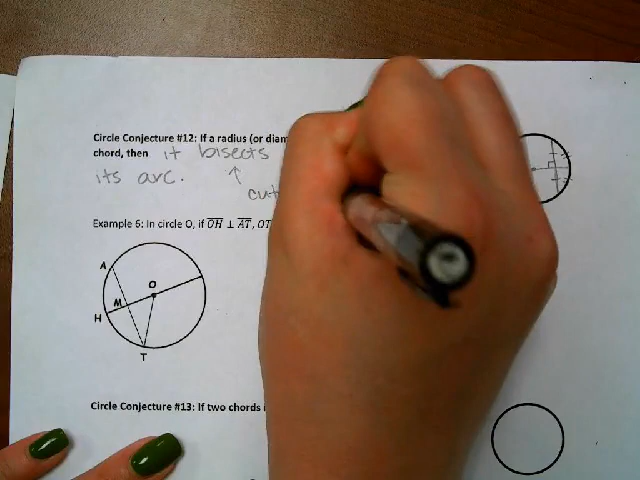 Circle Conjecture #12: If a radius (or diam
chord, then it bisects
its arc.
cut
Example 6: In circle O, if OH ⊥ AT, OT
A
O
M
H
T
Circle Conjecture #13: If two chords